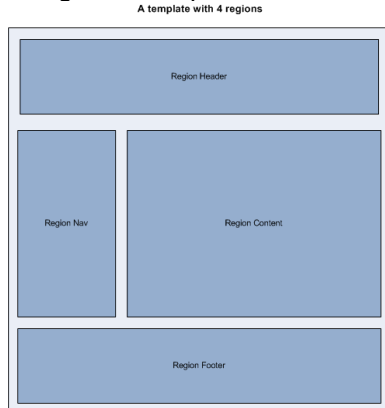 A template with 4 regions
Region Header
Region Nav
Region Content
Region Footer